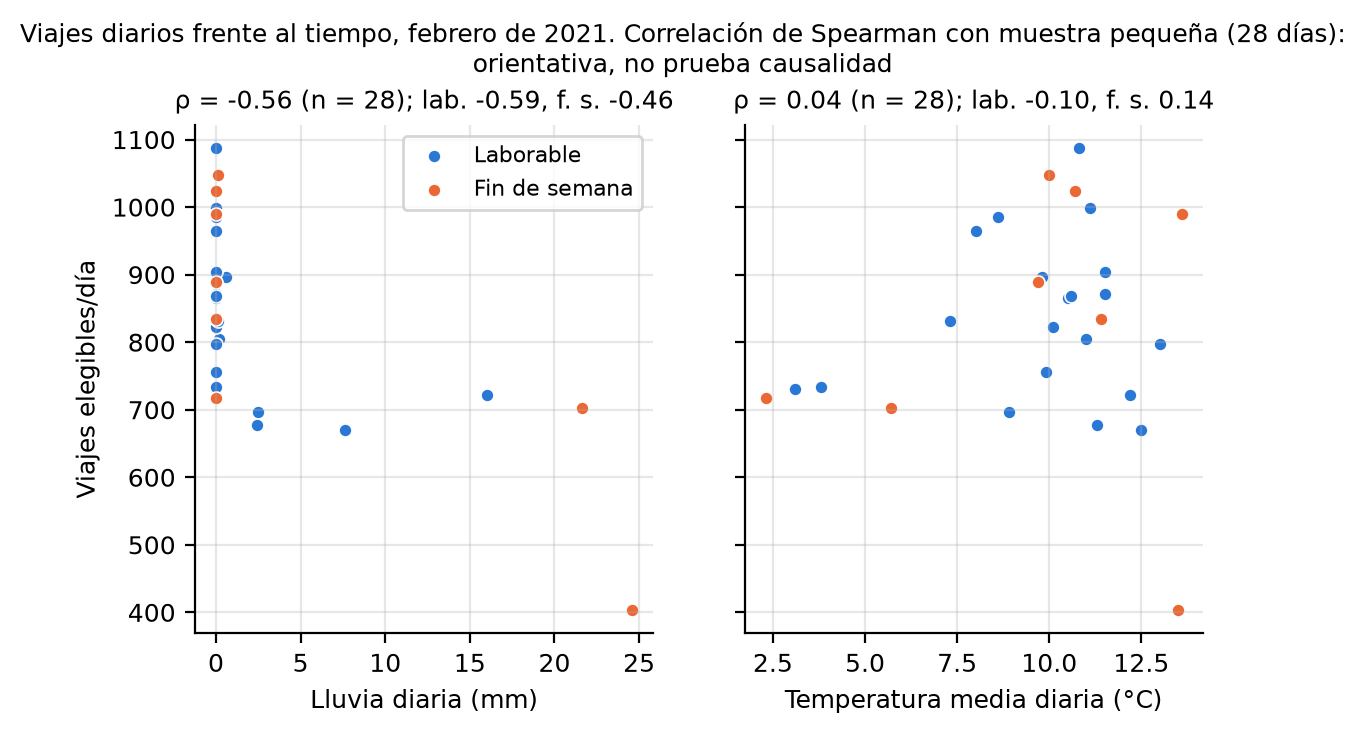 Viajes diarios frente al tiempo, febrero de 2021. Correlación de Spearman con muestra pequeña (28 días):
orientativa, no prueba causalidad
ρ = -0.56 (n = 28); lab. -0.59, f. s. -0.46
ρ = 0.04 (n = 28); lab. -0.10, f. s. 0.14
Laborable
Fin de semana
Viajes elegibles/día
1100
1000
900
800
700
600
500
400
0 5 10 15 20 25
Lluvia diaria (mm)
2.5 5.0 7.5 10.0 12.5
Temperatura media diaria (°C)